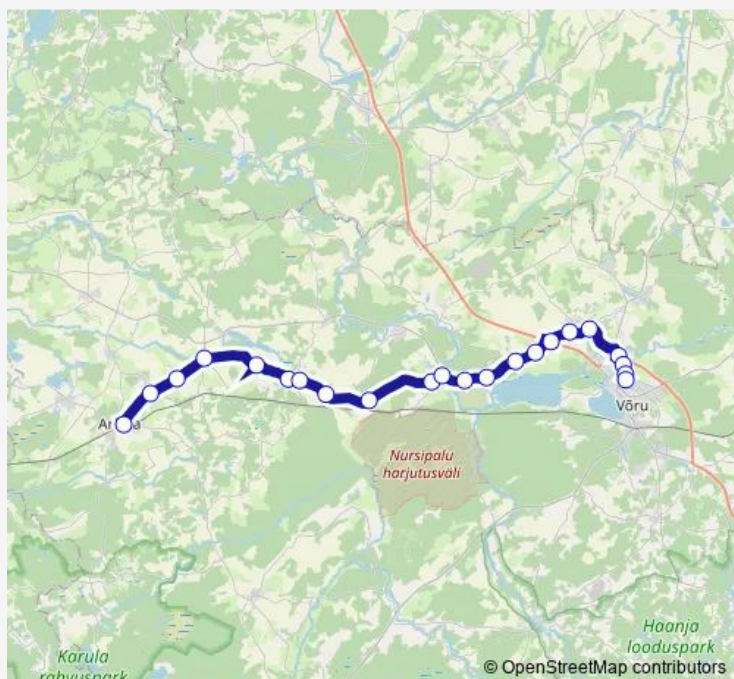 Võru
Nursipalu
harjutusväli
Haanja
looduspark
Karula
© OpenStreetMap contributors